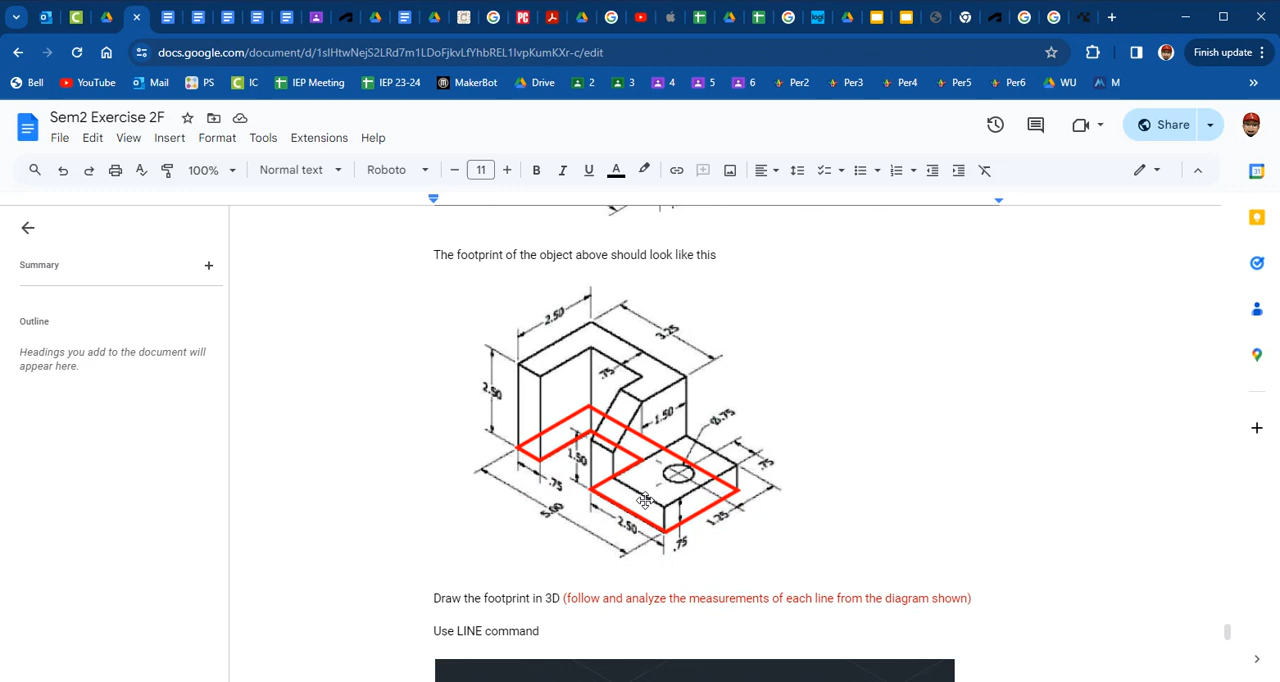 docs.google.com/document/d/1sIHtwNejS2LRd7m1LDoFjkvLfYhbREL1IvpKumKXr-c/edit
Finish update
Bell YouTube Mail PS IC IEP Meeting IEP 23-24 MakerBot Drive 2 3 4 5 6 Per2 Per3 Per4 Per5 Per6 WU M »
Sem2 Exercise 2F
File Edit View Insert Format Tools Extensions Help
Share
100% Normal text Roboto − 11 + B I U A
Summary
Outline
Headings you add to the document will
appear here.
The footprint of the object above should look like this
2.50
3.25
.75
2.50
1.50
Ø.75
1.50
.75
.75
5.00
2.50
1.25
.75
Draw the footprint in 3D (follow and analyze the measurements of each line from the diagram shown)
Use LINE command